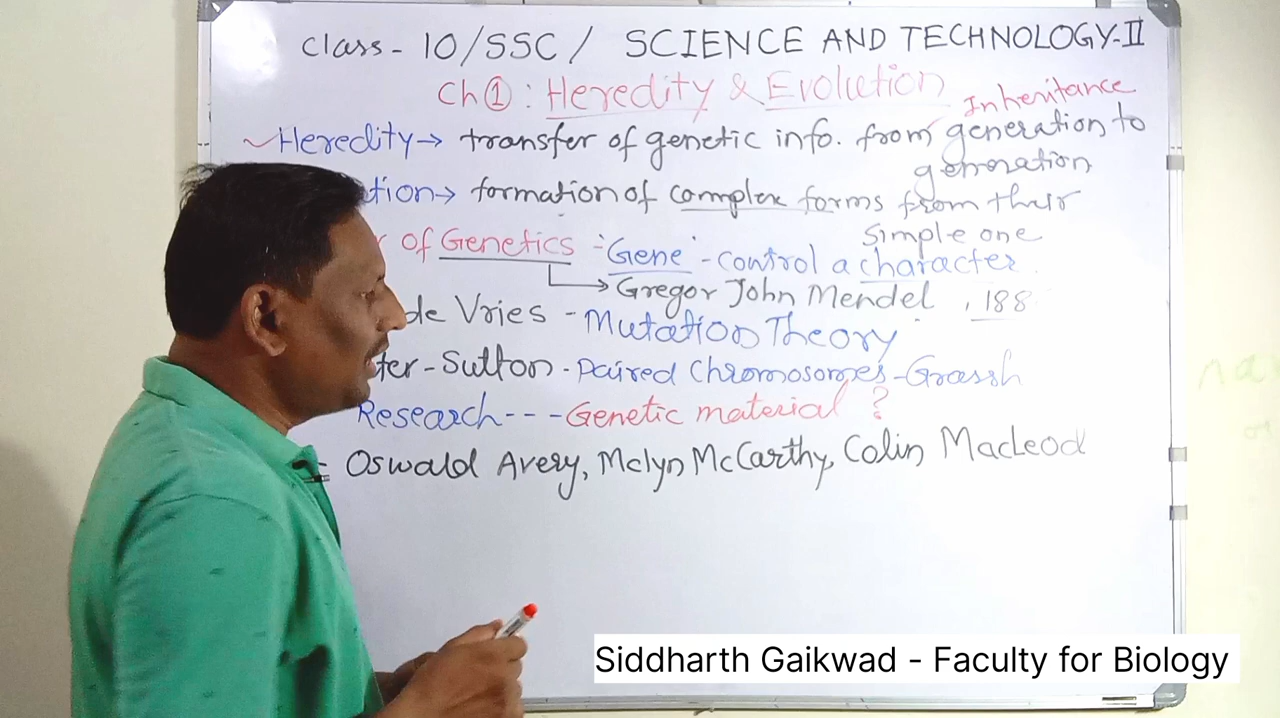 Class - 10/SSC / SCIENCE AND TECHNOLOGY-II
Ch ① : Heredity & Evolution
Inheritance
Heredity → transfer of genetic info. from generation to
generation
tion → formation of complex forms from their
simple one
of Genetics - "Gene" - control a character
→ Gregor John Mendel , 188
de Vries - Mutation Theory
ter - Sutton - Paired Chromosomes - Grassh
Research --- Genetic material ?
Oswald Avery, Mclyn McCarthy, Colin MacLeod
Siddharth Gaikwad - Faculty for Biology